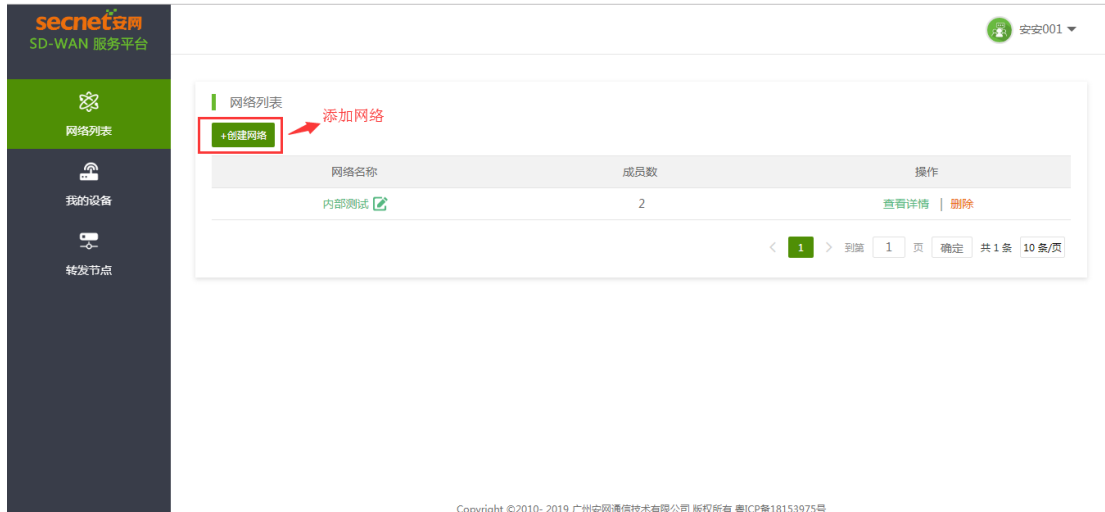 secnet安网
SD-WAN 服务平台
安安001
网络列表
我的设备
转发节点
网络列表
添加网络
+创建网络
网络名称 成员数 操作
内部测试 2 查看详情 | 删除
< 1 > 到第 1 页 确定 共 1 条 10 条/页
Copyright ©2010- 2019 广州安网通信技术有限公司 版权所有 粤ICP备18153975号